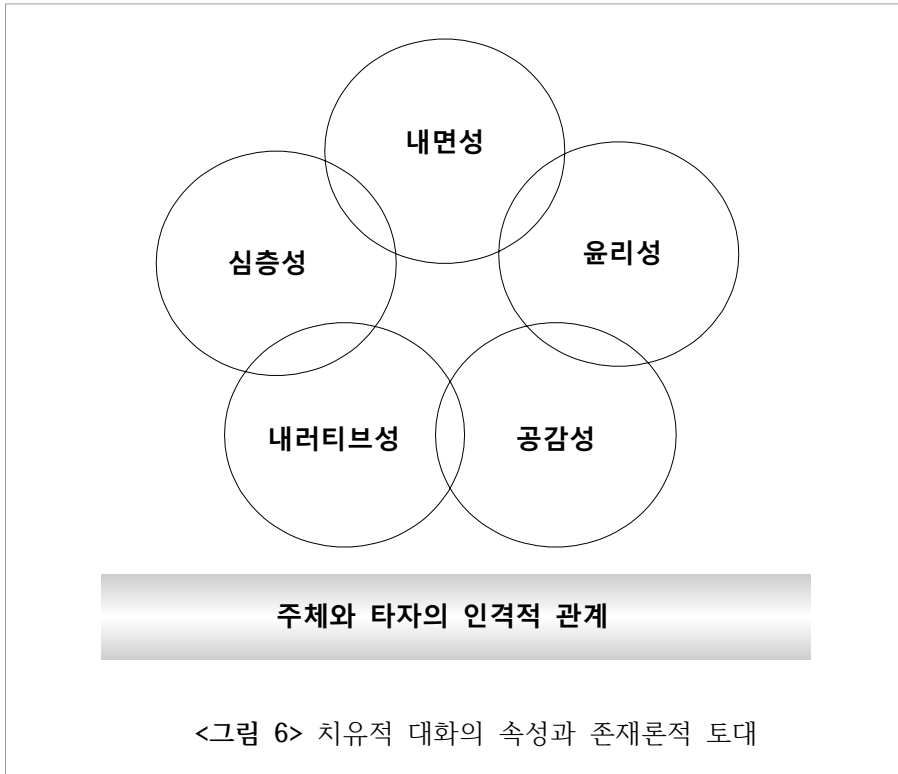 내면성
심층성
윤리성
내러티브성
공감성
주체와 타자의 인격적 관계
<그림 6> 치유적 대화의 속성과 존재론적 토대